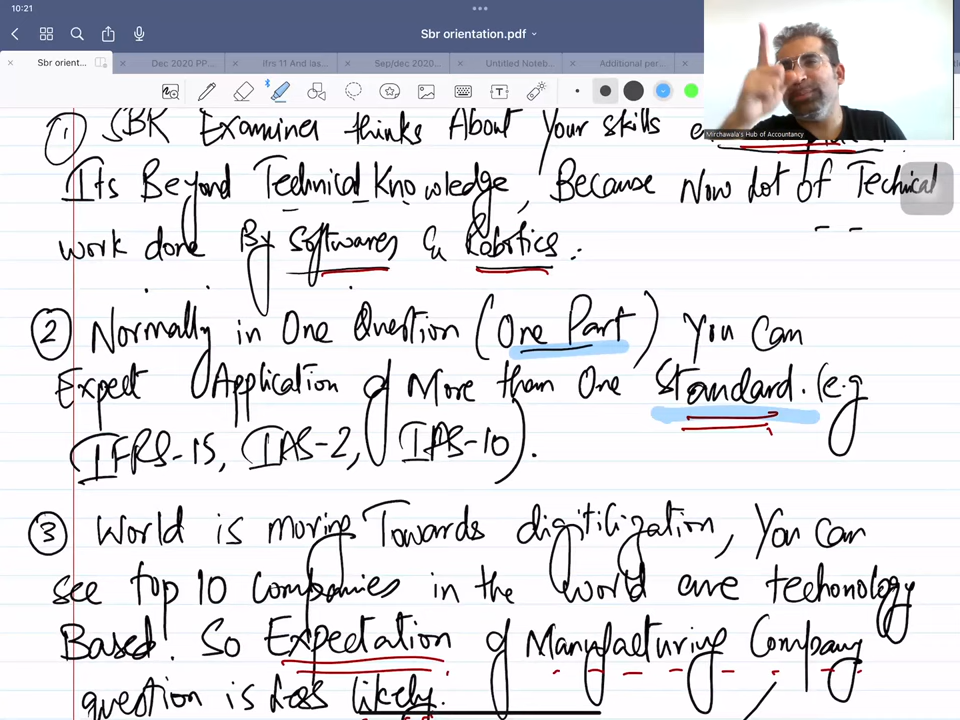 10:21
Sbr orientation.pdf
Sbr orient...
Dec 2020 PP...
Ifrs 11 And ias...
Sep/dec 2020...
Untitled Noteb...
Additional per...
Mirchawala's Hub of Accountancy
① SBR Examiner thinks About your skills
Its Beyond Technical Knowledge, Because Now Lot of Techical
work done By Softwares & Robotics.
② Normally in One Question (One Part) You Can
Expect Application of More than One Standard. (e.g
IFRS-15, IAS-2, IAS-10).
③ World is moving Towards digitilization, You Can
see top 10 Companies in the world are techonology
Based. So Expectation of Manufacturing Company
question is Less likely.